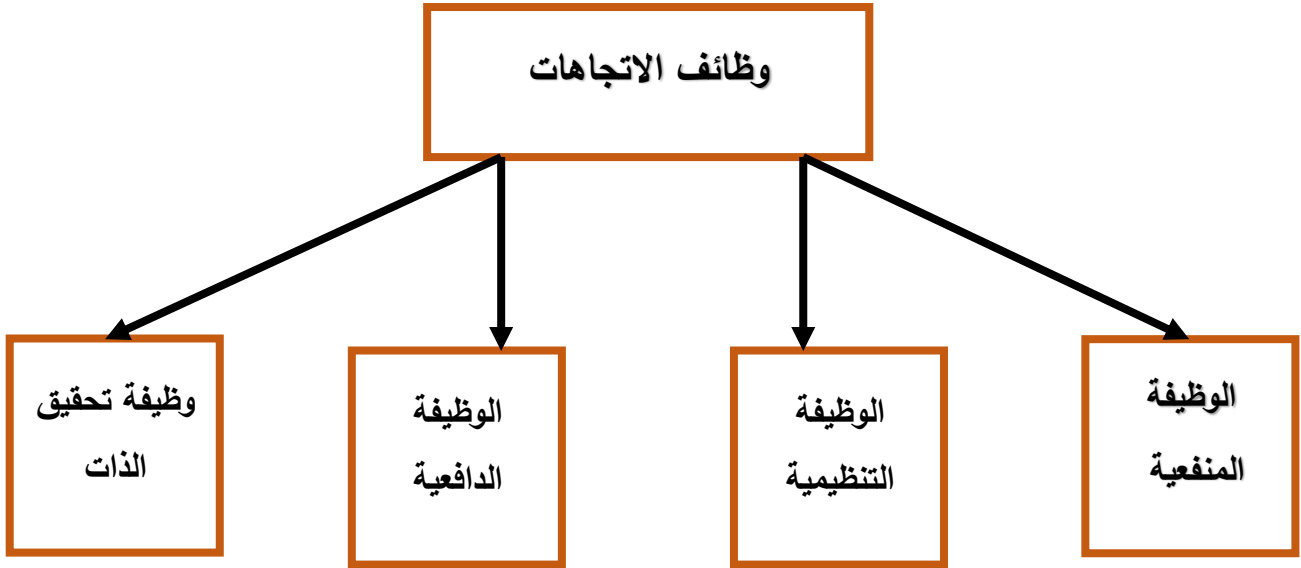 وظائف الاتجاهات
الوظيفة
المنفعية
الوظيفة
التنظيمية
الوظيفة
الدافعية
وظيفة تحقيق
الذات